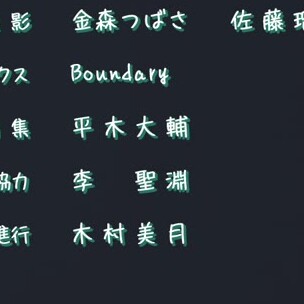 影 金森つばさ 佐藤
クス Boundary
集 平木大輔
協力 李 聖淵
進行 木村美月